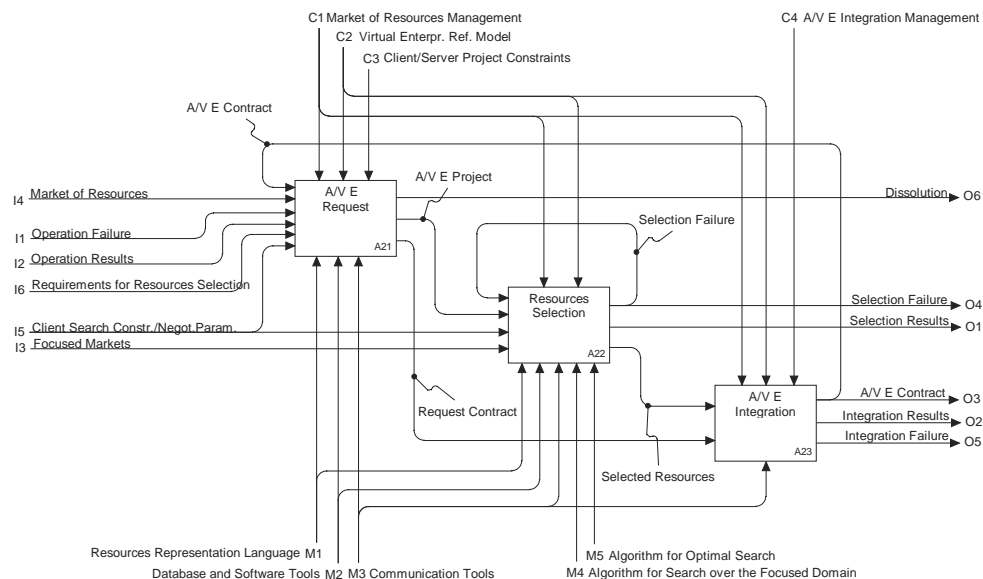 C1 Market of Resources Management
C4 A/V E Integration Management
C2 Virtual Enterpr. Ref. Model
C3 Client/Server Project Constraints
A/V E Contract
A/V E Project
A/V E
Request
A21
I4 Market of Resources
Dissolution O6
Selection Failure
I1 Operation Failure
I2 Operation Results
I6 Requirements for Resources Selection
Resources
Selection
A22
Selection Failure O4
Selection Results O1
I5 Client Search Constr./Negot.Param.
I3 Focused Markets
A/V E
Integration
A23
A/V E Contract O3
Request Contract
Integration Results O2
Integration Failure O5
Selected Resources
Resources Representation Language M1
M5 Algorithm for Optimal Search
Database and Software Tools M2
M3 Communication Tools
M4 Algorithm for Search over the Focused Domain